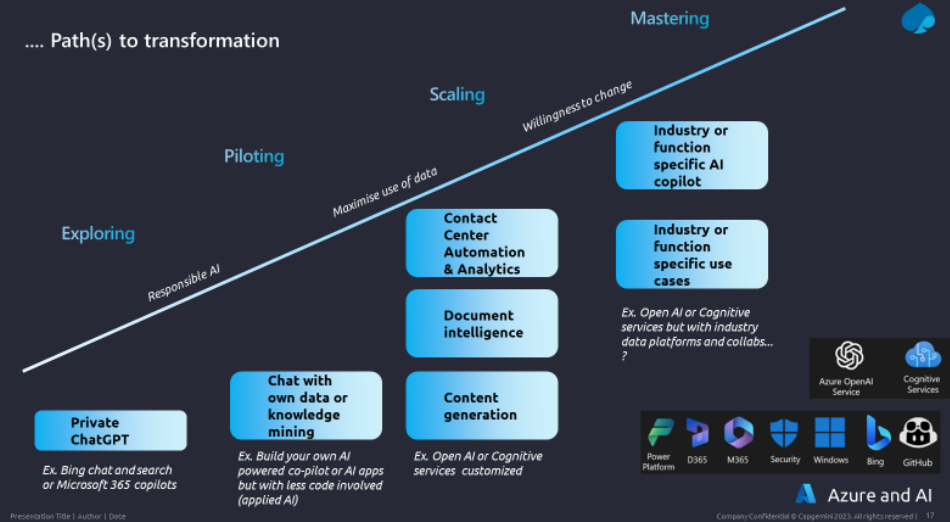 .... Path(s) to transformation
Mastering
Scaling
Piloting
Exploring
Responsible AI
Maximise use of data
Willingness to change
Private
ChatGPT
Ex. Bing chat and search
or Microsoft 365 copilots
Chat with
own data or
knowledge
mining
Ex. Build your own AI
powered co-pilot or AI apps
but with less code involved
(applied AI)
Contact
Center
Automation
& Analytics
Document
intelligence
Content
generation
Ex. Open AI or Cognitive
services customized
Industry or
function
specific AI
copilot
Industry or
function
specific use
cases
Ex. Open AI or Cognitive
services but with industry
data platforms and collabs...
?
Azure OpenAI
Service
Cognitive
Services
Power
Platform
D365
M365
Security
Windows
Bing
GitHub
Azure and AI
Presentation Title | Author | Date
Company Confidential © Capgemini 2023. All rights reserved |
17